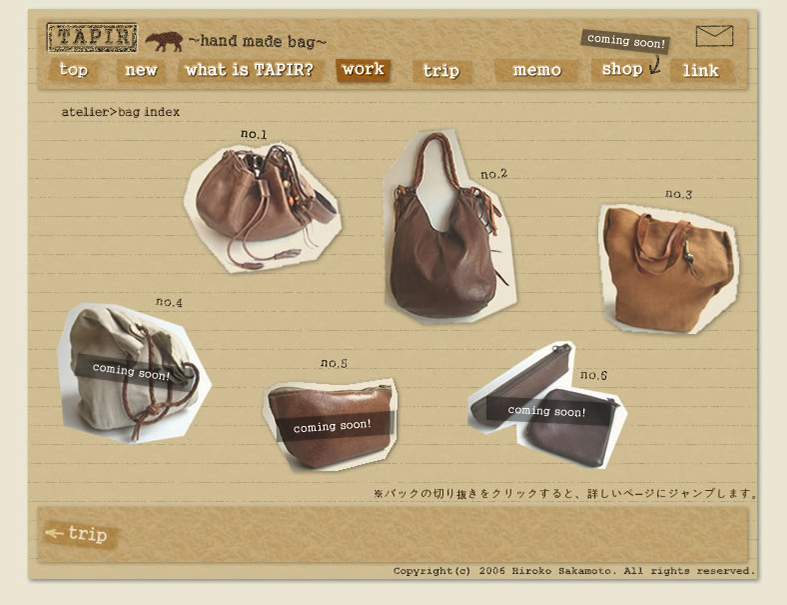 TAPIR ~hand made bag~ coming soon!
top new what is TAPIR? work trip memo shop link
atelier>bag index
no.1
no.2
no.3
no.4
coming soon!
no.5
coming soon!
no.6
coming soon!
※バックの切り抜きをクリックすると、詳しいページにジャンプします。
trip
Copyright(c) 2006 Hiroko Sakamoto. All rights reserved.